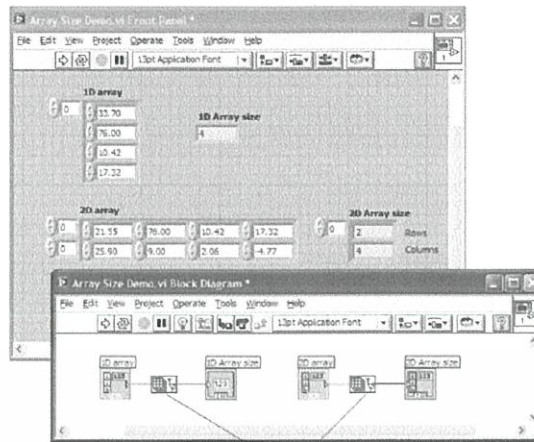 Array Size Demo.vi Front Panel *
File Edit View Project Operate Tools Window Help
13pt Application Font
1
1D array
0 33.70
76.00
10.42
17.32
1D Array size
4
2D array
0 21.55 76.00 10.42 17.32
0 25.90 9.00 2.06 -4.77
2D Array size
0 2 Rows
4 Columns
Array Size Demo.vi Block Diagram *
File Edit View Project Operate Tools Window Help
13pt Application Font
1
1D array 1D Array size 2D array 2D Array size